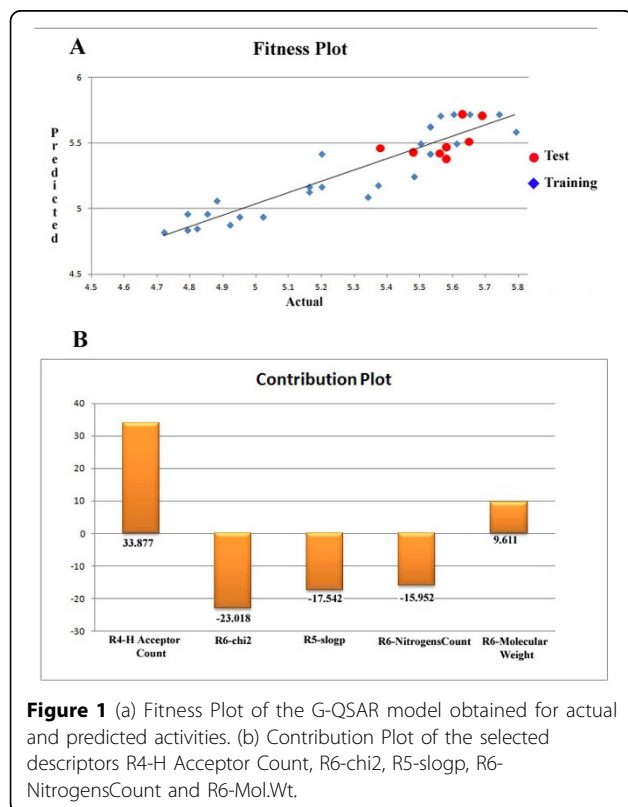 A
Fitness Plot
Predicted
6
5.5
5
4.5
4.5 4.6 4.7 4.8 4.9 5 5.1 5.2 5.3 5.4 5.5 5.6 5.7 5.8
Actual
Test
Training
B
Contribution Plot
40
30
20
10
0
-10
-20
-30
33.877
-23.018
-17.542
-15.952
9.611
R4-H Acceptor
Count
R6-chi2
R5-slogp
R6-NitrogensCount
R6-Molecular
Weight
Figure 1 (a) Fitness Plot of the G-QSAR model obtained for actual
and predicted activities. (b) Contribution Plot of the selected
descriptors R4-H Acceptor Count, R6-chi2, R5-slogp, R6-
NitrogensCount and R6-Mol.Wt.